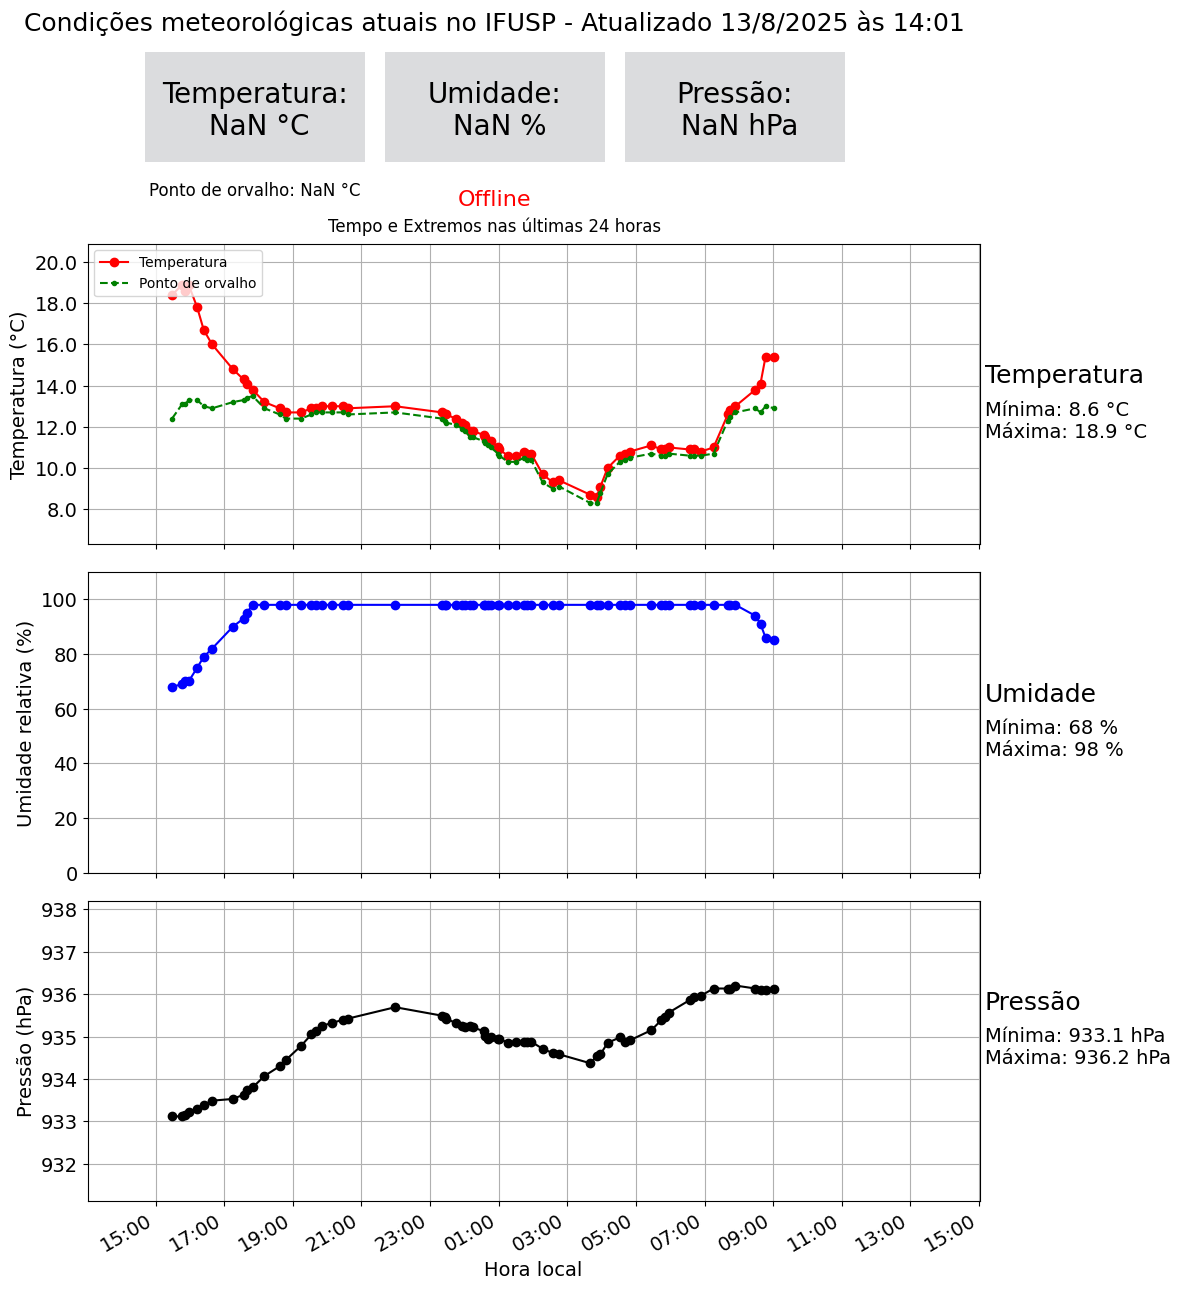 Condições meteorológicas atuais no IFUSP - Atualizado 13/8/2025 às 14:01
Temperatura:
NaN °C
Umidade:
NaN %
Pressão:
NaN hPa
Ponto de orvalho: NaN °C
Offline
Tempo e Extremos nas últimas 24 horas
Temperatura
Ponto de orvalho
Temperatura (°C)
20.0
18.0
16.0
14.0
12.0
10.0
8.0
Temperatura
Mínima: 8.6 °C
Máxima: 18.9 °C
Umidade relativa (%)
100
80
60
40
20
0
Umidade
Mínima: 68 %
Máxima: 98 %
Pressão (hPa)
938
937
936
935
934
933
932
Pressão
Mínima: 933.1 hPa
Máxima: 936.2 hPa
15:00 17:00 19:00 21:00 23:00 01:00 03:00 05:00 07:00 09:00 11:00 13:00 15:00
Hora local